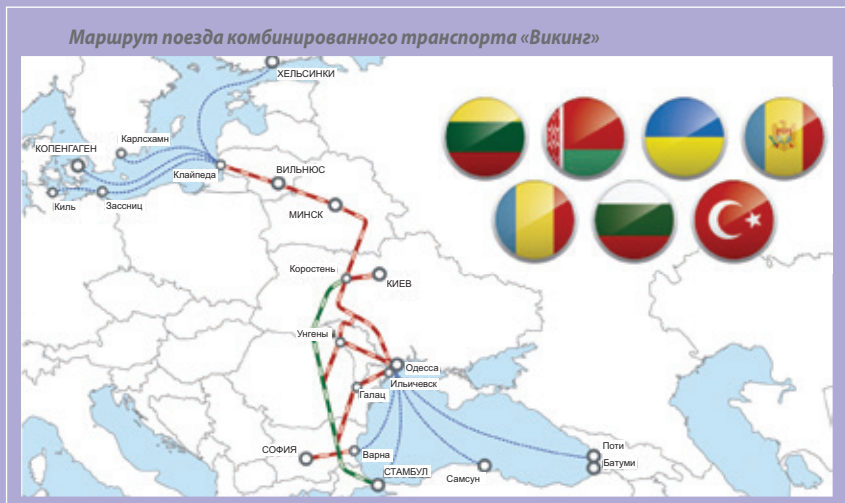 Маршрут поезда комбинированного транспорта «Викинг»
ХЕЛЬСИНКИ
Карлсхамн
КОПЕНГАГЕН
Клайпеда
ВИЛЬНЮС
Киль
Зассниц
МИНСК
Коростень
КИЕВ
Унгены
Одесса
Ильичевск
Галац
СОФИЯ
Варна
СТАМБУЛ
Самсун
Поти
Батуми